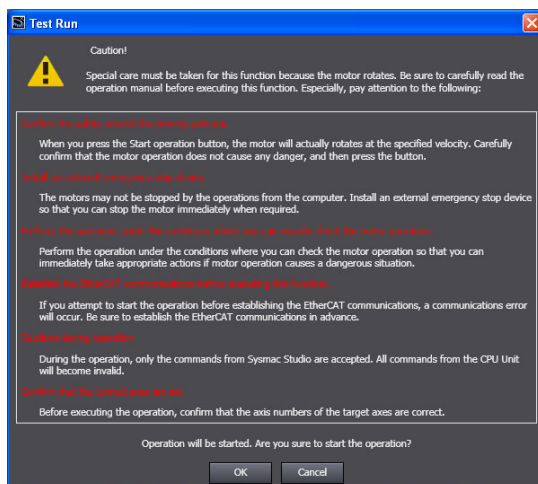 Test Run
Caution!
Special care must be taken for this function because the motor rotates. Be sure to carefully read the
operation manual before executing this function. Especially, pay attention to the following:
Confirm the safety around the moving portions.
When you press the Start operation button, the motor will actually rotates at the specified velocity. Carefully
confirm that the motor operation does not cause any danger, and then press the button.
Install an external emergency stop device.
The motors may not be stopped by the operations from the computer. Install an external emergency stop device
so that you can stop the motor immediately when required.
Perform the operation under the conditions where you can visually check the motor operation.
Perform the operation under the conditions where you can check the motor operation so that you can
immediately take appropriate actions if motor operation causes a dangerous situation.
Establish the EtherCAT communications before executing this function.
If you attempt to start the operation before establishing the EtherCAT communications, a communications error
will occur. Be sure to establish the EtherCAT communications in advance.
Cautions during operation
During the operation, only the commands from Sysmac Studio are accepted. All commands from the CPU Unit
will become invalid.
Confirm that the correct axes are set.
Before executing the operation, confirm that the axis numbers of the target axes are correct.
Operation will be started. Are you sure to start the operation?
OK
Cancel